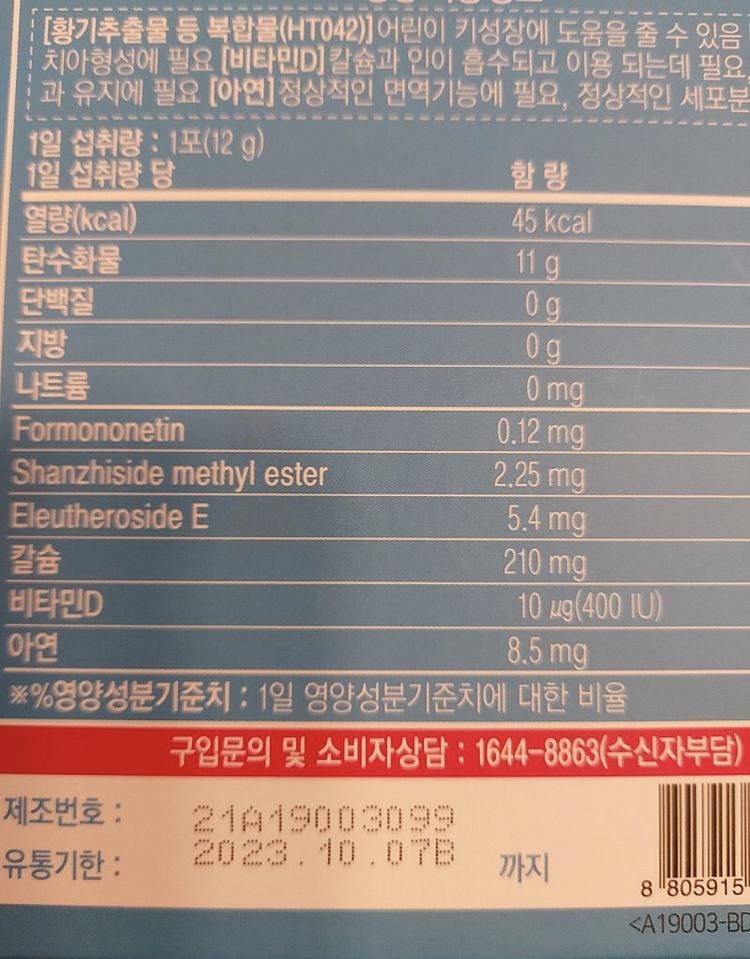 [황기추출물 등 복합물(HT042)] 어린이 키성장에 도움을 줄 수 있음
치아형성에 필요 [비타민D] 칼슘과 인이 흡수되고 이용 되는데 필요,
과 유지에 필요 [아연] 정상적인 면역기능에 필요, 정상적인 세포분
1일 섭취량 : 1포(12 g)
1일 섭취량 당 함 량
열량(kcal) 45 kcal
탄수화물 11 g
단백질 0 g
지방 0 g
나트륨 0 mg
Formononetin 0.12 mg
Shanzhiside methyl ester 2.25 mg
Eleutheroside E 5.4 mg
칼슘 210 mg
비타민D 10 μg(400 IU)
아연 8.5 mg
※%영양성분기준치 : 1일 영양성분기준치에 대한 비율
구입문의 및 소비자상담 : 1644-8863(수신자부담)
제조번호 : 21A19003099
유통기한 : 2023.10.07B 까지
8 805915
<A19003-BD